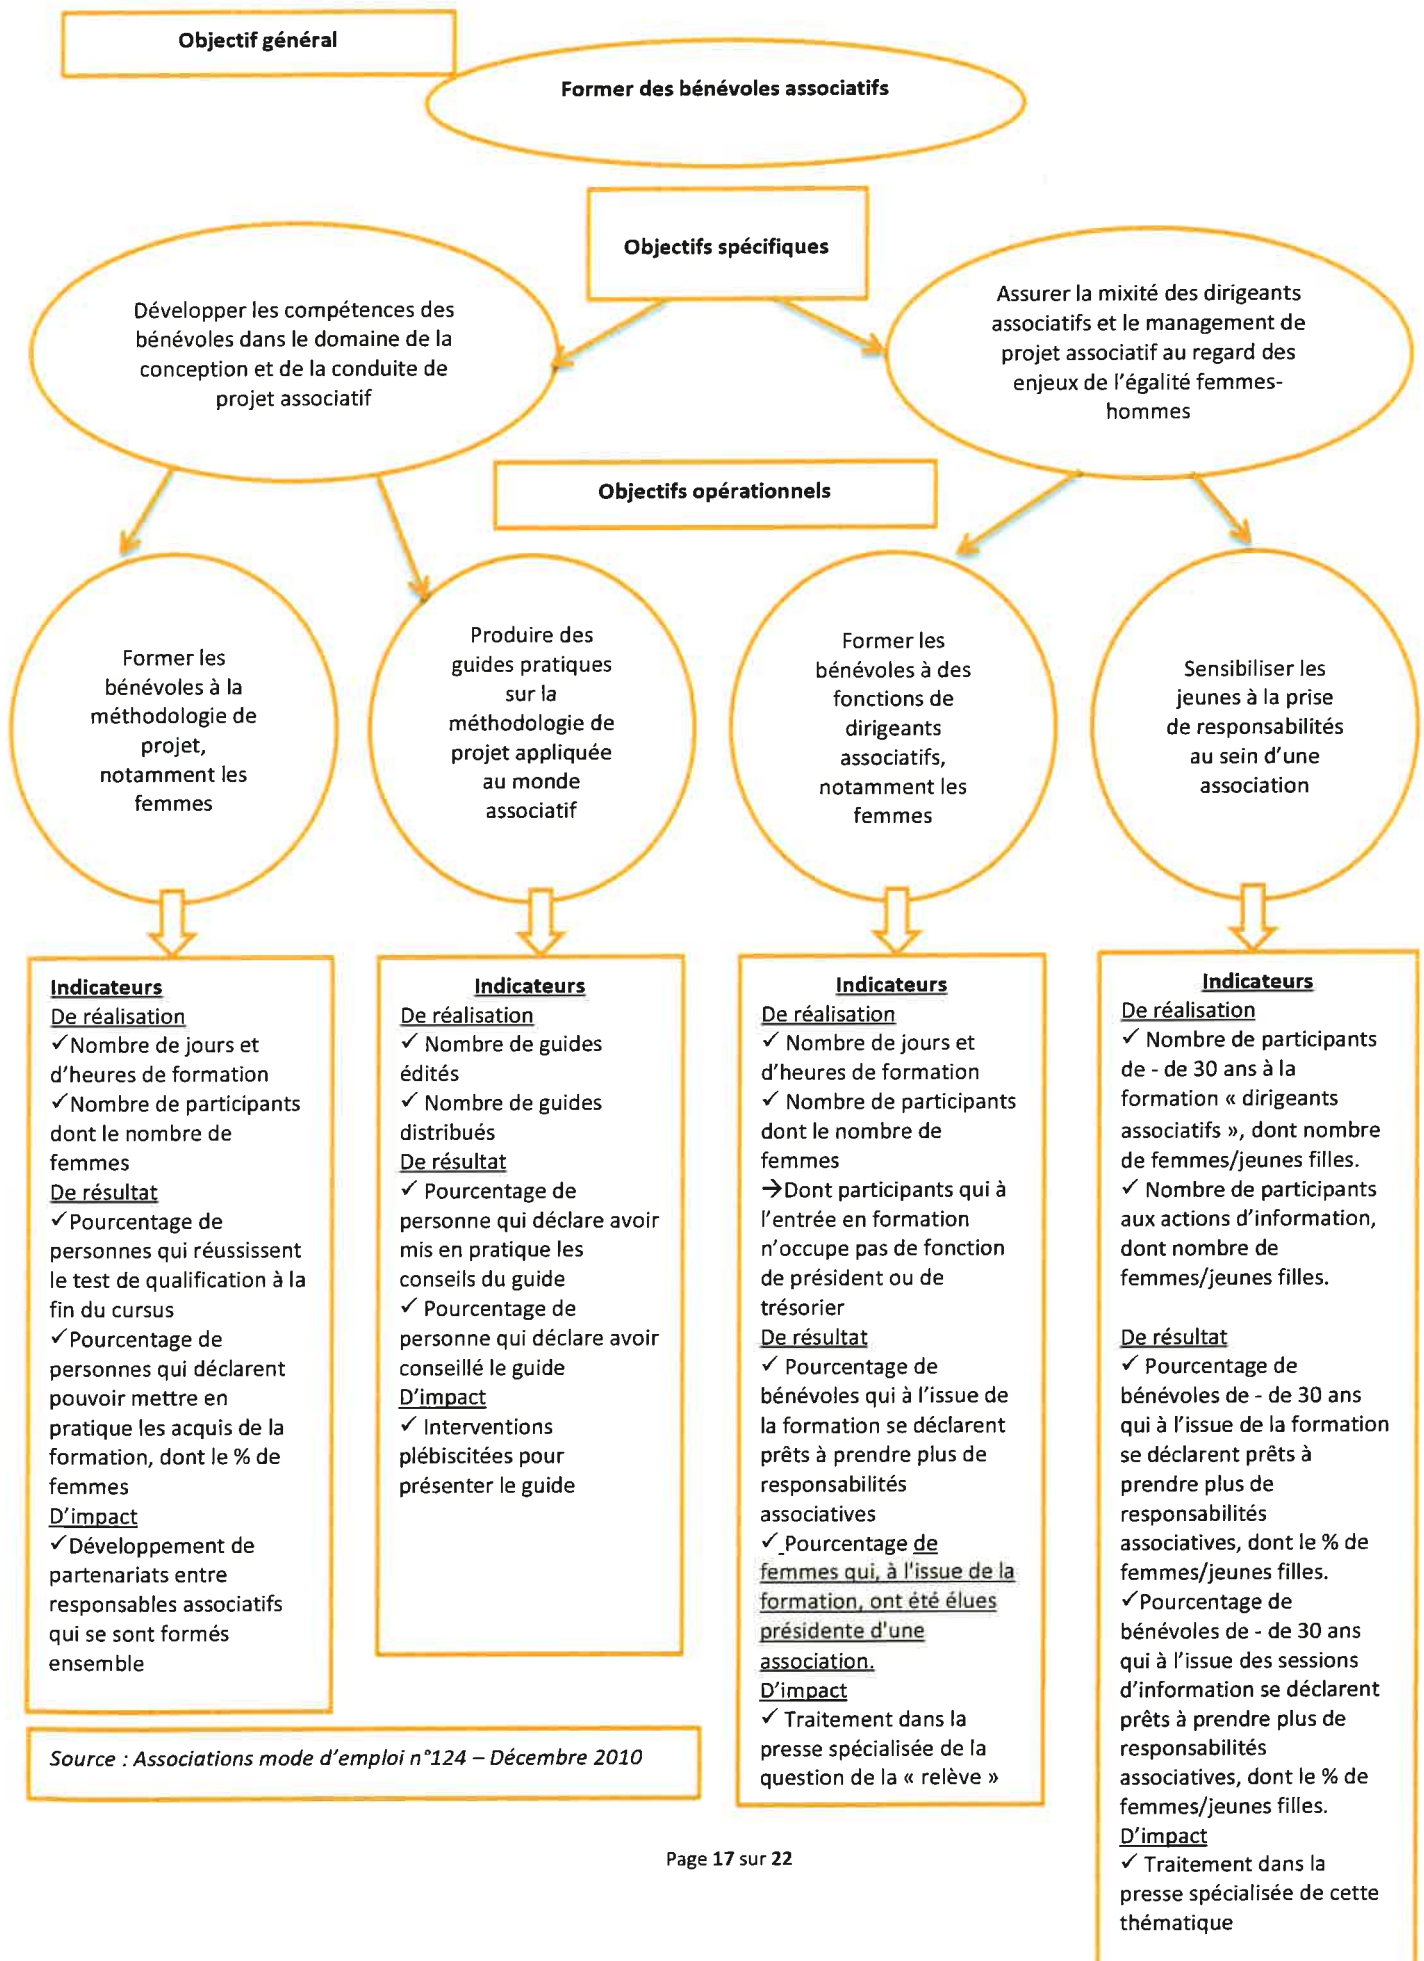 Objectif général
Former des bénévoles associatifs
Objectifs spécifiques
Développer les compétences des
bénévoles dans le domaine de la
conception et de la conduite de
projet associatif
Assurer la mixité des dirigeants
associatifs et le management de
projet associatif au regard des
enjeux de l'égalité femmes-
hommes
Objectifs opérationnels
Former les
bénévoles à la
méthodologie de
projet,
notamment les
femmes
Produire des
guides pratiques
sur la
méthodologie de
projet appliquée
au monde
associatif
Former les
bénévoles à des
fonctions de
dirigeants
associatifs,
notamment les
femmes
Sensibiliser les
jeunes à la prise
de responsabilités
au sein d'une
association
Indicateurs
De réalisation
✓Nombre de jours et
d'heures de formation
✓Nombre de participants
dont le nombre de
femmes
De résultat
✓Pourcentage de
personnes qui réussissent
le test de qualification à la
fin du cursus
✓Pourcentage de
personnes qui déclarent
pouvoir mettre en
pratique les acquis de la
formation, dont le % de
femmes
D'impact
✓Développement de
partenariats entre
responsables associatifs
qui se sont formés
ensemble
Indicateurs
De réalisation
✓ Nombre de guides
édités
✓ Nombre de guides
distribués
De résultat
✓ Pourcentage de
personne qui déclare avoir
mis en pratique les
conseils du guide
✓ Pourcentage de
personne qui déclare avoir
conseillé le guide
D'impact
✓ Interventions
plébiscitées pour
présenter le guide
Indicateurs
De réalisation
✓ Nombre de jours et
d'heures de formation
✓ Nombre de participants
dont le nombre de
femmes
→Dont participants qui à
l'entrée en formation
n'occupe pas de fonction
de président ou de
trésorier
De résultat
✓ Pourcentage de
bénévoles qui à l'issue de
la formation se déclarent
prêts à prendre plus de
responsabilités
associatives
✓ Pourcentage de
femmes qui, à l'issue de la
formation, ont été élues
présidente d'une
association.
D'impact
✓ Traitement dans la
presse spécialisée de la
question de la « relève »
Indicateurs
De réalisation
✓ Nombre de participants
de - de 30 ans à la
formation « dirigeants
associatifs », dont nombre
de femmes/jeunes filles.
✓ Nombre de participants
aux actions d'information,
dont nombre de
femmes/jeunes filles.
De résultat
✓ Pourcentage de
bénévoles de - de 30 ans
qui à l'issue de la formation
se déclarent prêts à
prendre plus de
responsabilités
associatives, dont le % de
femmes/jeunes filles.
✓Pourcentage de
bénévoles de - de 30 ans
qui à l'issue des sessions
d'information se déclarent
prêts à prendre plus de
responsabilités
associatives, dont le % de
femmes/jeunes filles.
D'impact
✓ Traitement dans la
presse spécialisée de cette
thématique
Source : Associations mode d'emploi n°124 – Décembre 2010
Page 17 sur 22